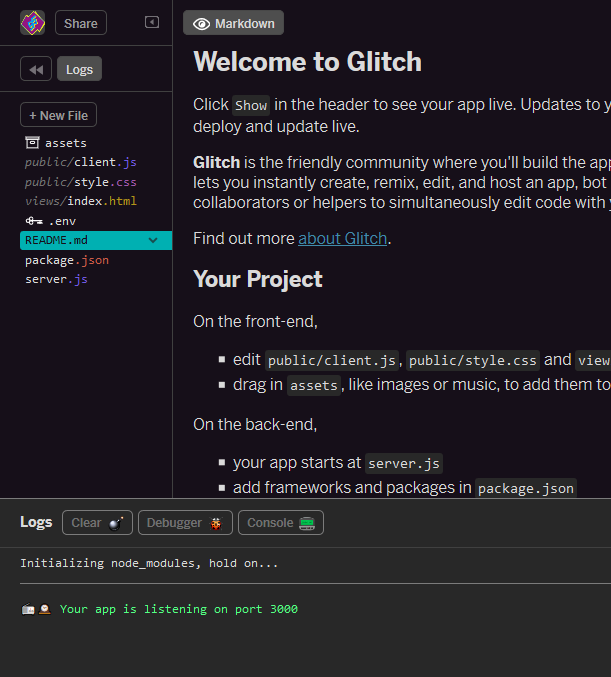 Share
Markdown
Logs
+ New File
assets
public/client.js
public/style.css
views/index.html
.env
README.md
package.json
server.js
Welcome to Glitch
Click Show in the header to see your app live. Updates to y
deploy and update live.
Glitch is the friendly community where you'll build the app
lets you instantly create, remix, edit, and host an app, bot
collaborators or helpers to simultaneously edit code with
Find out more about Glitch.
Your Project
On the front-end,
edit public/client.js, public/style.css and view
drag in assets, like images or music, to add them to
On the back-end,
your app starts at server.js
add frameworks and packages in package.json
Logs Clear Debugger Console
Initializing node_modules, hold on...
Your app is listening on port 3000